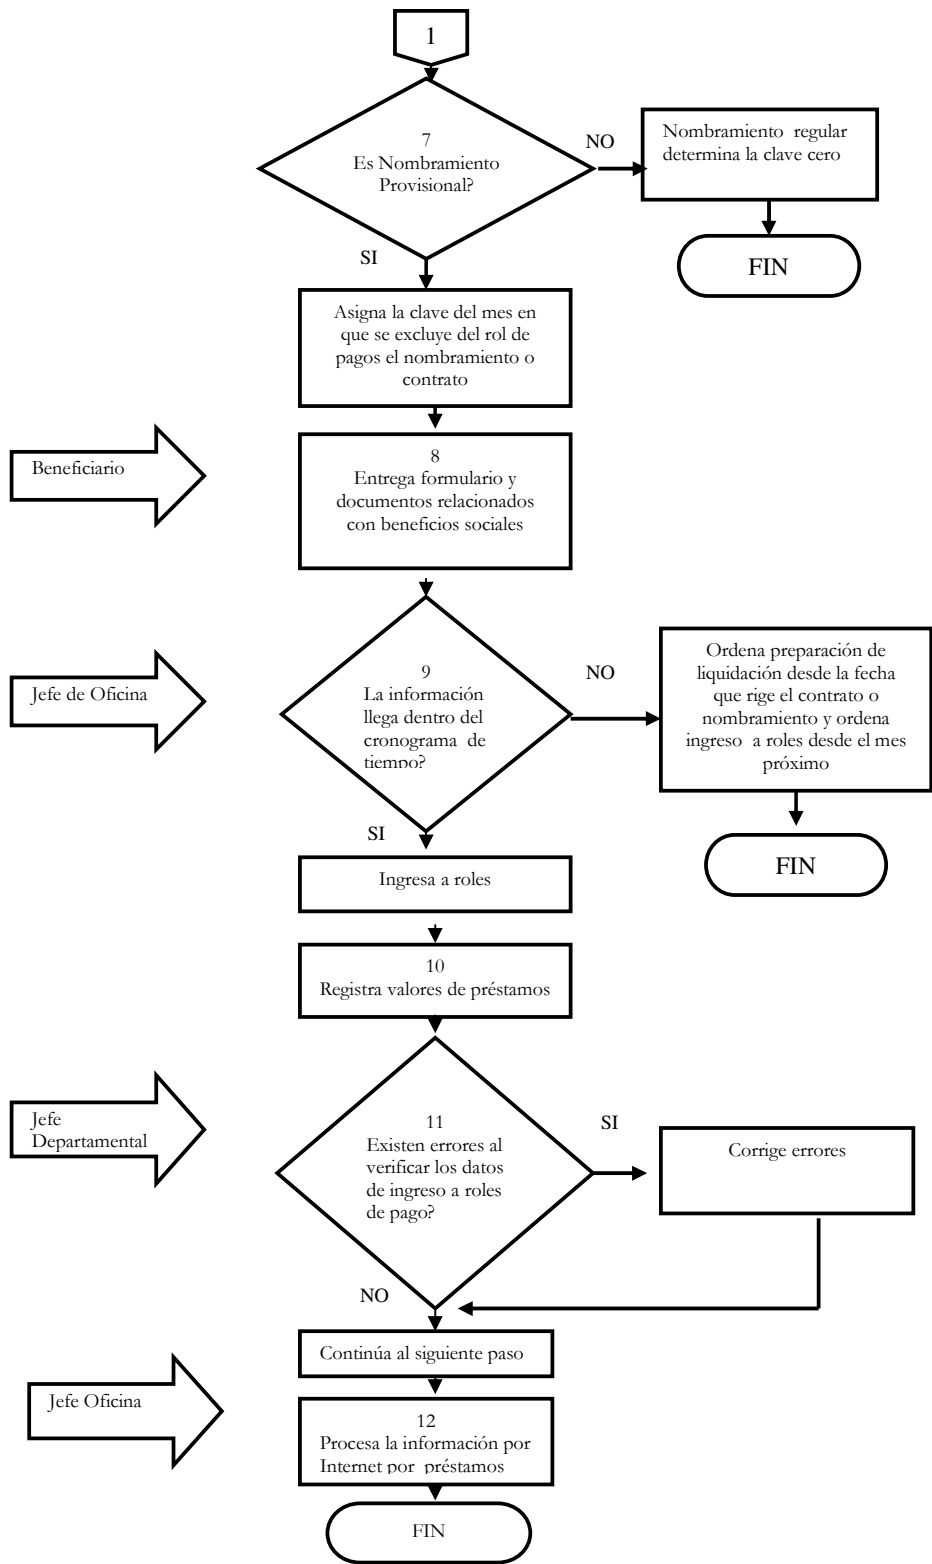 1
7
Es Nombramiento
Provisional?
NO
Nombramiento regular
determina la clave cero
FIN
SI
Asigna la clave del mes en
que se excluye del rol de
pagos el nombramiento o
contrato
Beneficiario
8
Entrega formulario y
documentos relacionados
con beneficios sociales
Jefe de Oficina
9
La información
llega dentro del
cronograma de
tiempo?
NO
Ordena preparación de
liquidación desde la fecha
que rige el contrato o
nombramiento y ordena
ingreso a roles desde el mes
próximo
FIN
SI
Ingresa a roles
10
Registra valores de préstamos
Jefe
Departamental
11
Existen errores al
verificar los datos
de ingreso a roles
de pago?
SI
Corrige errores
NO
Continúa al siguiente paso
Jefe Oficina
12
Procesa la información por
Internet por préstamos
FIN